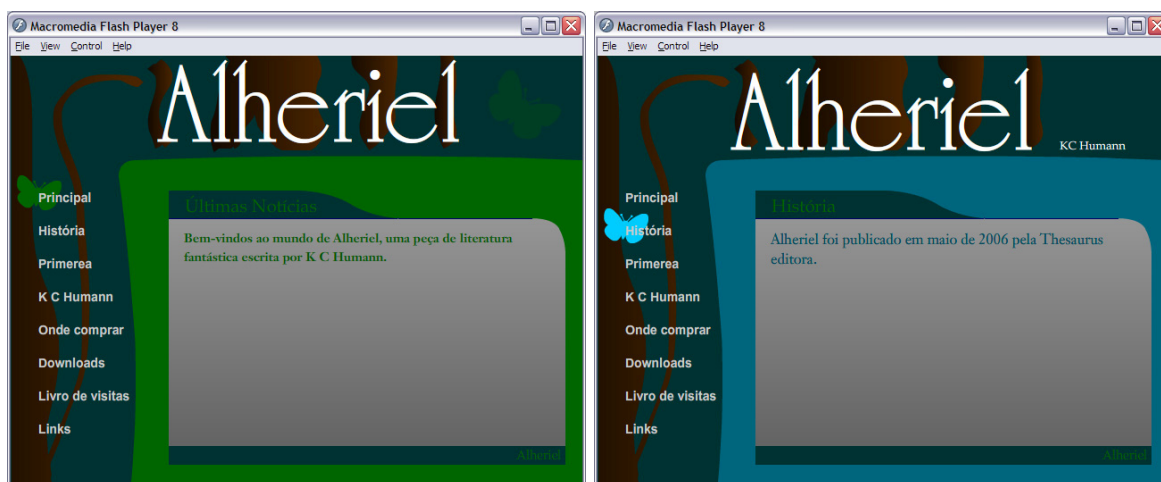 Macromedia Flash Player 8
File View Control Help
Alheriel
Principal
História
Primerea
K C Humann
Onde comprar
Downloads
Livro de visitas
Links
Últimas Notícias
Bem-vindos ao mundo de Alheriel, uma peça de literatura
fantástica escrita por K C Humann.
Alheriel
Macromedia Flash Player 8
File View Control Help
Alheriel
KC Humann
Principal
História
Primerea
K C Humann
Onde comprar
Downloads
Livro de visitas
Links
História
Alheriel foi publicado em maio de 2006 pela Thesaurus
editora.
Alheriel